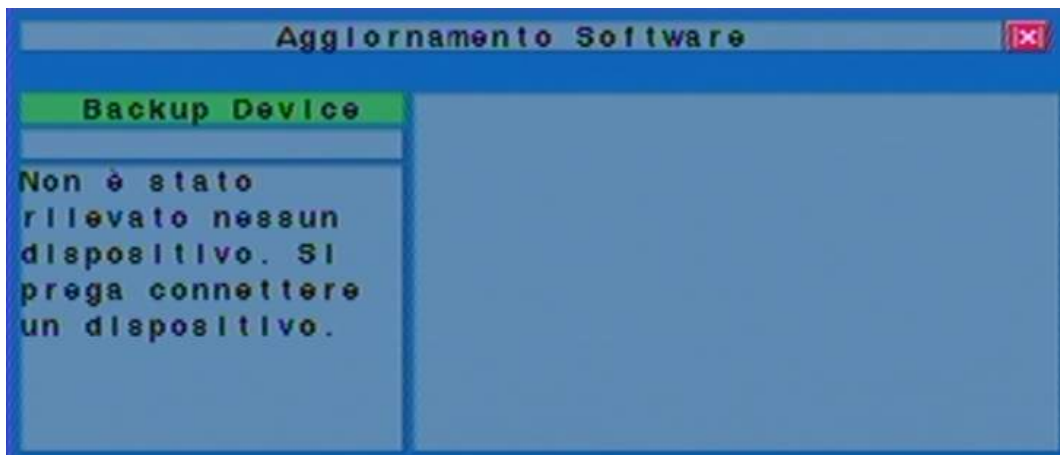 Aggiornamento Software
Backup Device
Non è stato
rilevato nessun
dispositivo. Si
prega connettere
un dispositivo.